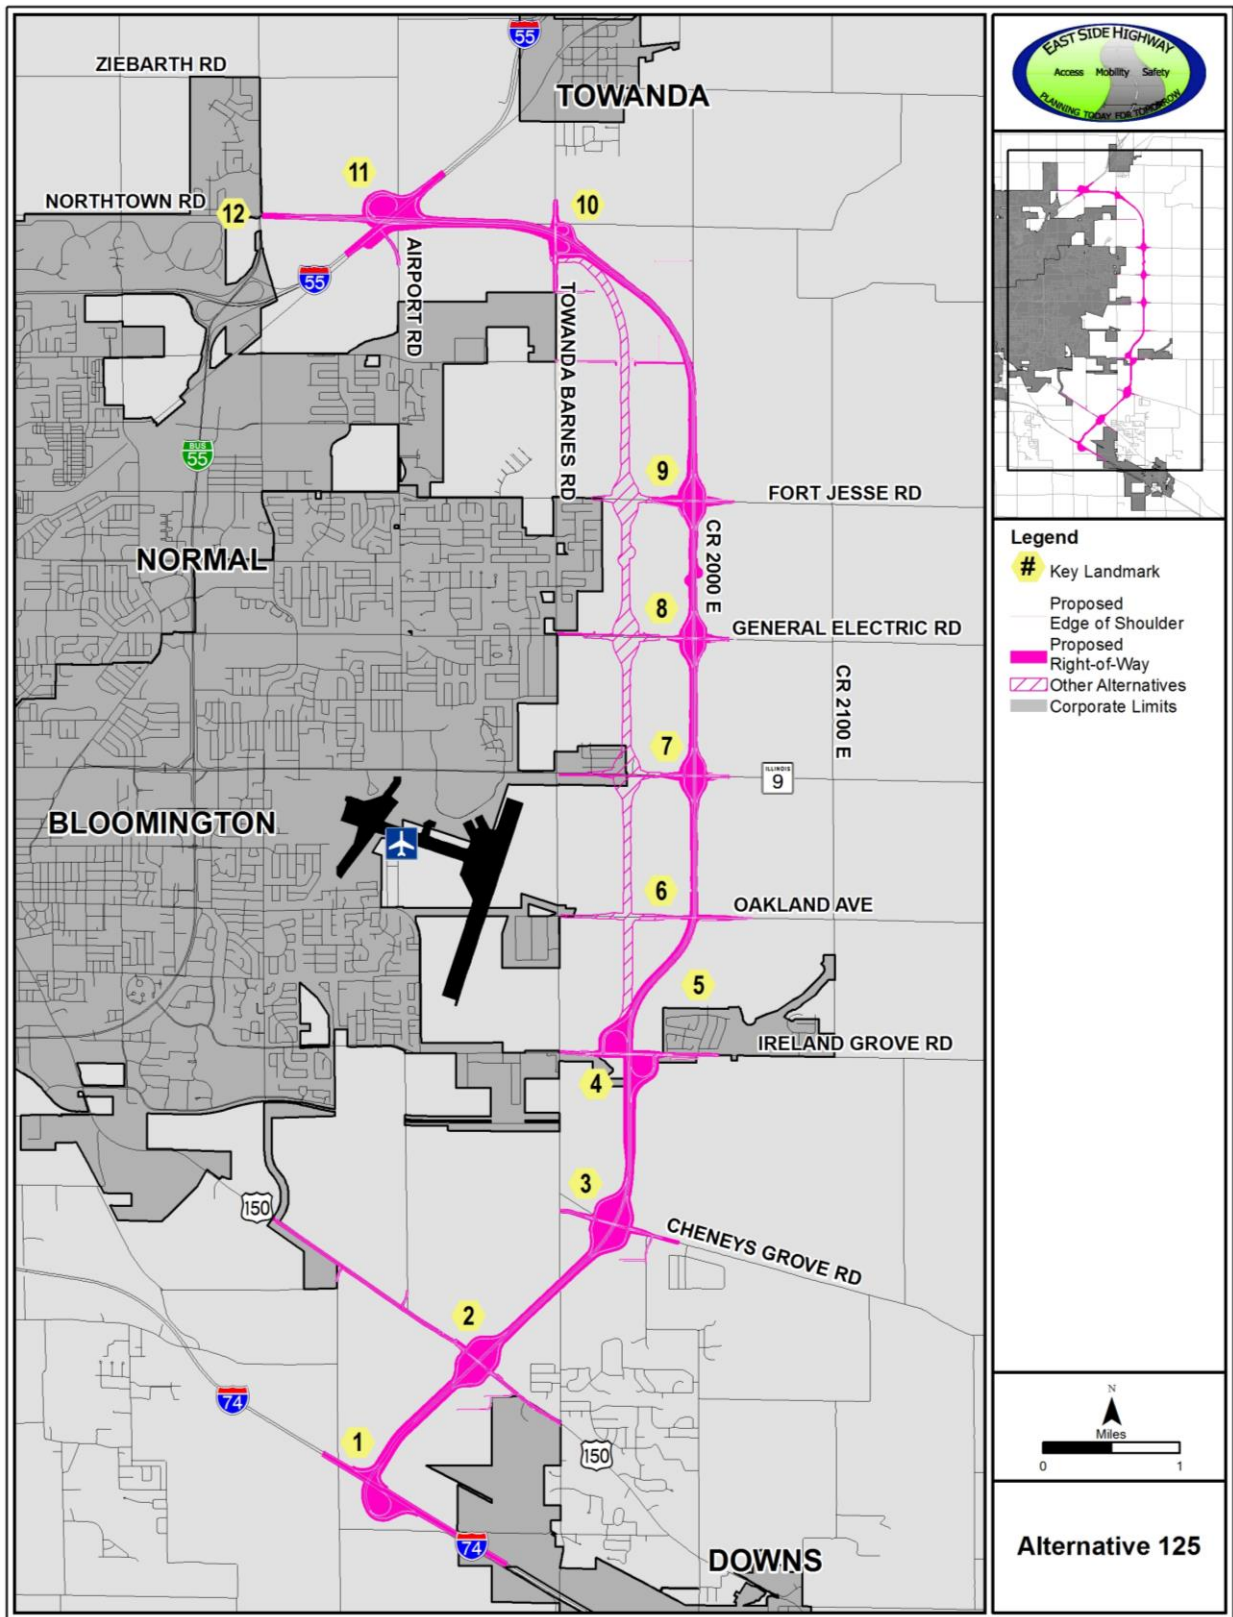 55
ZIEBARTH RD
TOWANDA
11
NORTHTOWN RD
12
10
55
AIRPORT RD
TOWANDA BARNES RD
BUS
55
9
FORT JESSE RD
CR 2000 E
NORMAL
8
GENERAL ELECTRIC RD
CR 2100 E
7
ILLINOIS
9
BLOOMINGTON
6
OAKLAND AVE
5
IRELAND GROVE RD
4
3
150
CHENEYS GROVE RD
2
74
1
150
74
DOWNS
EAST SIDE HIGHWAY
Access Mobility Safety
PLANNING TODAY FOR TOMORROW
Legend
# Key Landmark
Proposed
Edge of Shoulder
Proposed
Right-of-Way
Other Alternatives
Corporate Limits
N
Miles
0 1
Alternative 125